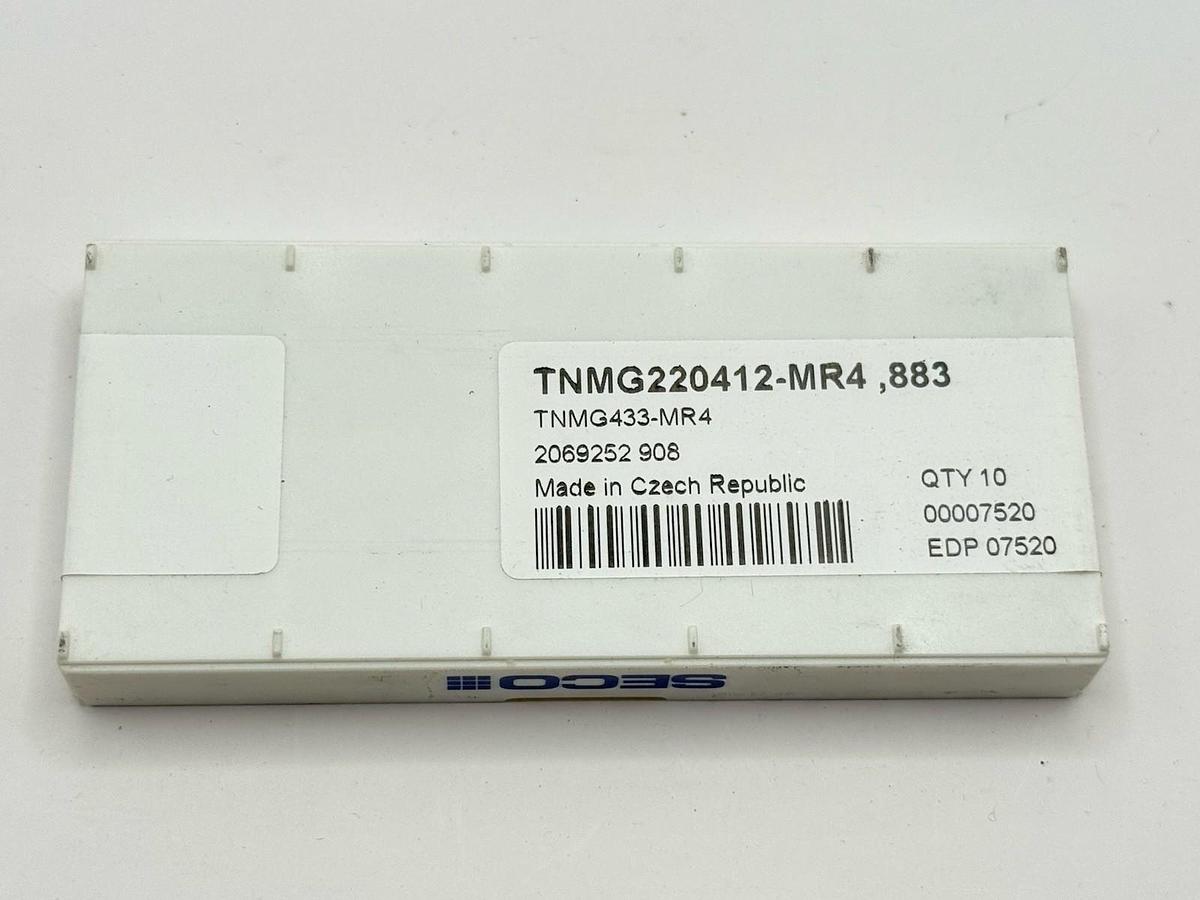 TNMG220412-MR4 ,883
TNMG433-MR4
2069252 908
Made in Czech Republic
QTY 10
00007520
EDP 07520
SECO